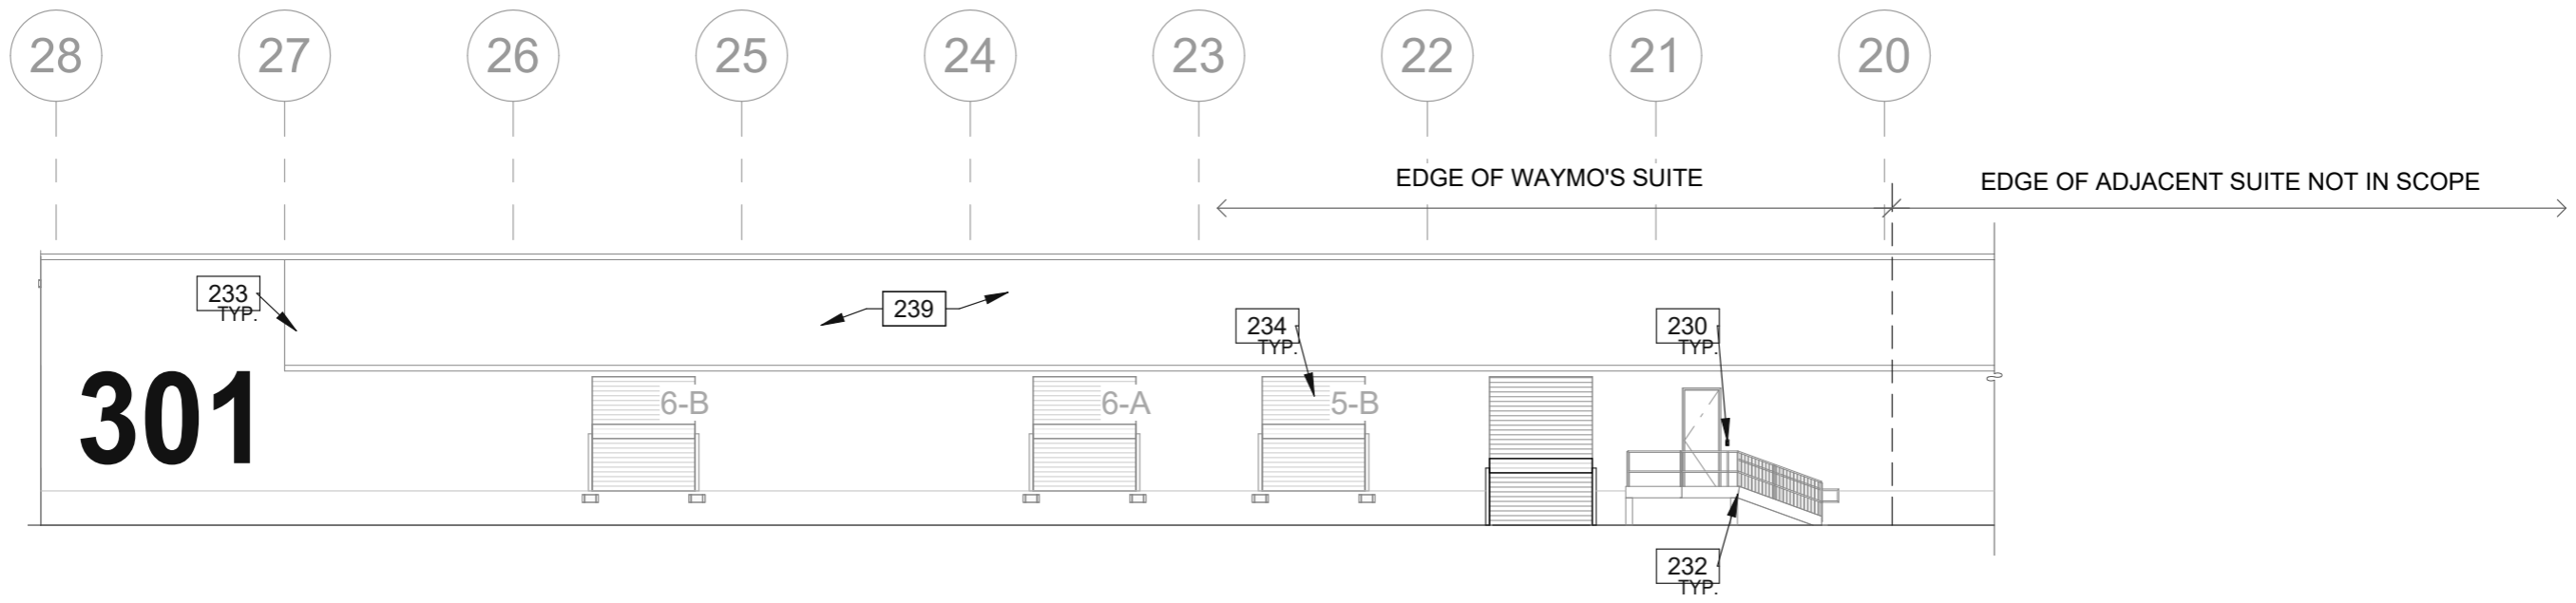 28 27 26 25 24 23 22 21 20
EDGE OF WAYMO'S SUITE
EDGE OF ADJACENT SUITE NOT IN SCOPE
233
TYP.
239
234
TYP.
230
TYP.
301
6-B
6-A
5-B
232
TYP.